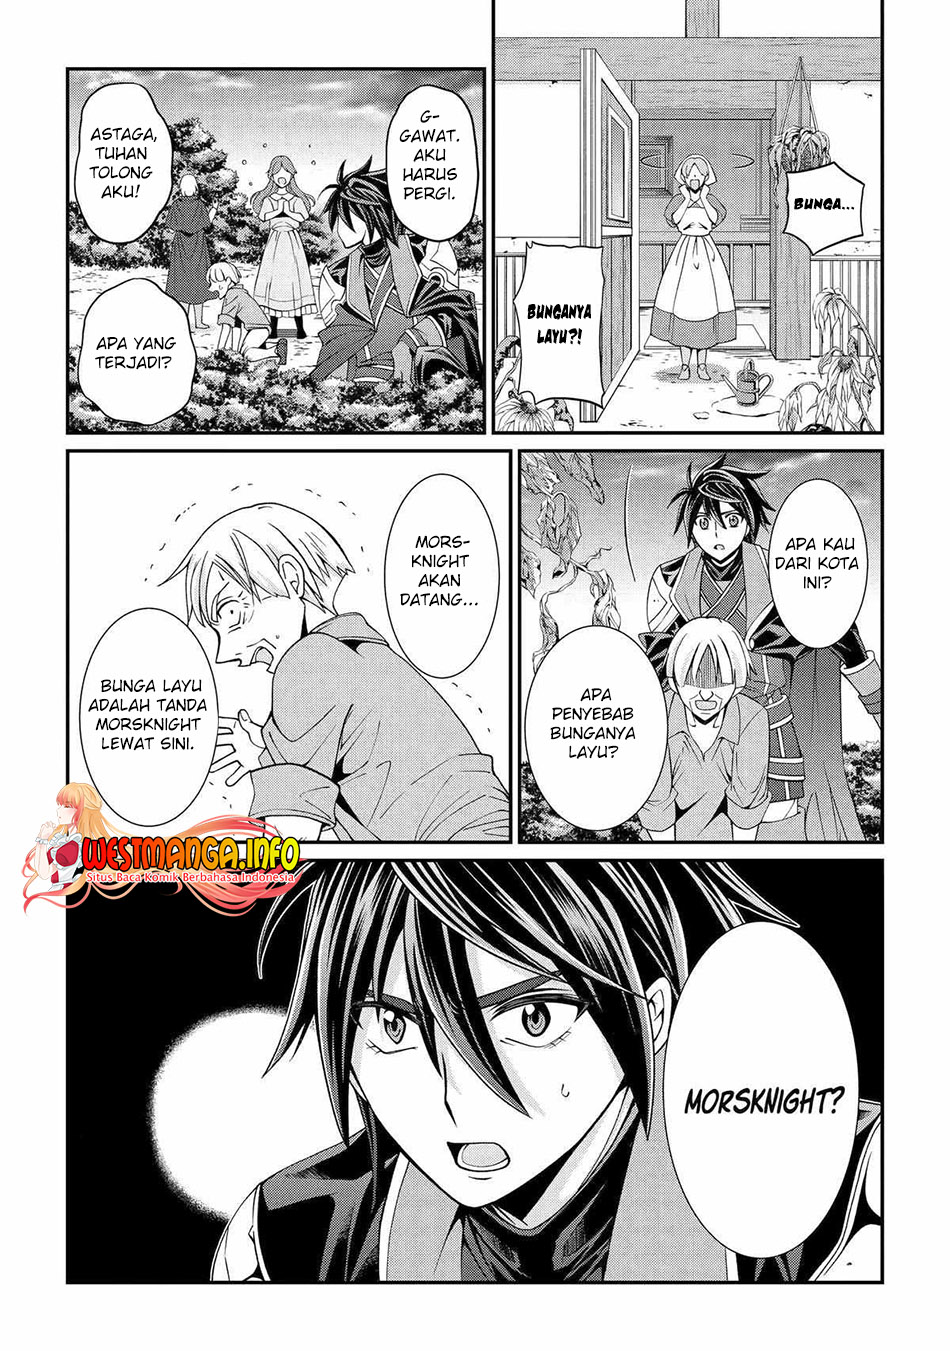 BUNGA...
BUNGANYA
LAYU?!
G-
GAWAT.
AKU
HARUS
PERGI.
ASTAGA,
TUHAN
TOLONG
AKU!
APA YANG
TERJADI?
APA KAU
DARI KOTA
INI?
APA
PENYEBAB
BUNGANYA
LAYU?
MORS-
KNIGHT
AKAN
DATANG...
BUNGA LAYU
ADALAH TANDA
MORSKNIGHT
LEWAT SINI.
WESTMANGA.INFO
Situs Baca Komik Berbahasa Indonesia
MORSKNIGHT?